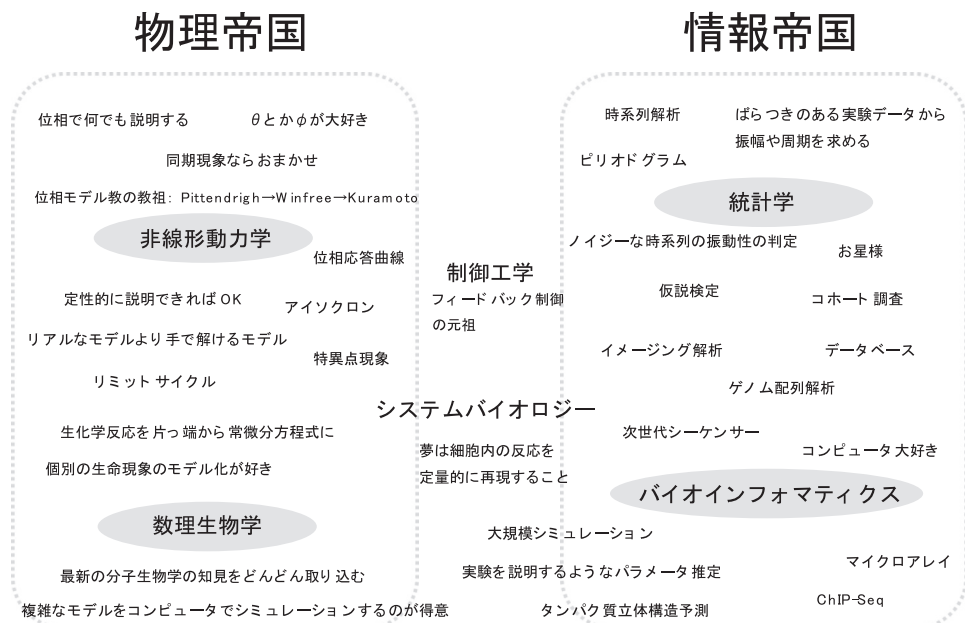 物理帝国
情報帝国
位相で何でも説明する
θとかφが大好き
同期現象ならおまかせ
位相モデル教の教祖: Pittendrigh→Winfree→Kuramoto
非線形動力学
位相応答曲線
定性的に説明できればOK
アイソクロン
リアルなモデルより手で解けるモデル
特異点現象
リミットサイクル
生化学反応を片っ端から常微分方程式に
個別の生命現象のモデル化が好き
数理生物学
最新の分子生物学の知見をどんどん取り込む
複雑なモデルをコンピュータでシミュレーションするのが得意
制御工学
フィードバック制御
の元祖
システムバイオロジー
夢は細胞内の反応を
定量的に再現すること
大規模シミュレーション
実験を説明するようなパラメータ推定
タンパク質立体構造予測
時系列解析
ばらつきのある実験データから
振幅や周期を求める
ピリオドグラム
統計学
ノイジーな時系列の振動性の判定
お星様
仮説検定
コホート調査
イメージング解析
データベース
ゲノム配列解析
次世代シーケンサー
コンピュータ大好き
バイオインフォマティクス
マイクロアレイ
ChIP-Seq